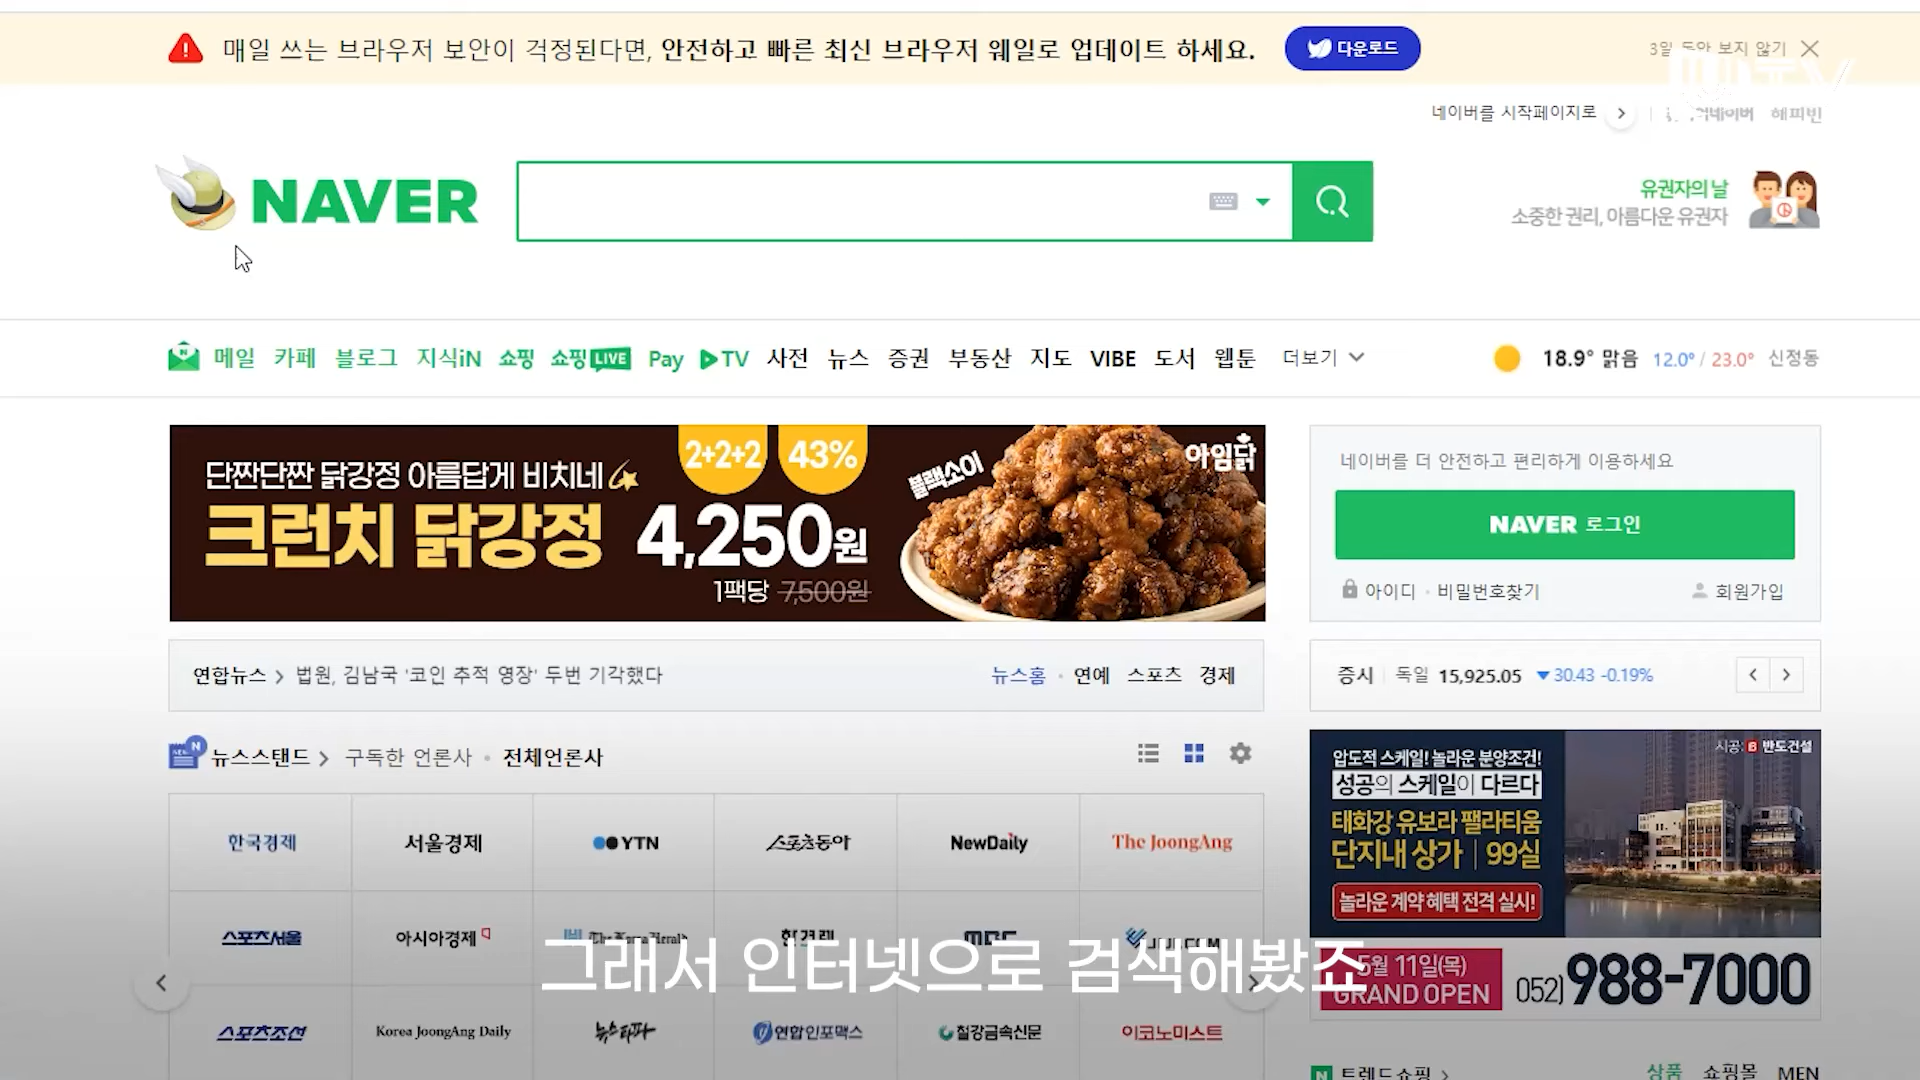 매일 쓰는 브라우저 보안이 걱정된다면, 안전하고 빠른 최신 브라우저 웨일로 업데이트 하세요. 다운로드 3일 동안 보지 않기
네이버를 시작페이지로 해피빈
NAVER
유권자의 날
소중한 권리, 아름다운 유권자
메일 카페 블로그 지식iN 쇼핑 쇼핑LIVE Pay TV 사전 뉴스 증권 부동산 지도 VIBE 도서 웹툰 더보기 18.9° 맑음 12.0° / 23.0° 신정동
단짠단짠 닭강정 아름답게 비치네 2+2+2 43%
크런치 닭강정 4,250원
1팩당 7,500원
블랙소이
아임닭
네이버를 더 안전하고 편리하게 이용하세요
NAVER 로그인
아이디 · 비밀번호찾기 회원가입
연합뉴스 > 법원, 김남국 '코인 추적 영장' 두번 기각했다 뉴스홈 · 연예 스포츠 경제
증시 독일 15,925.05 ▼30.43 -0.19%
뉴스스탠드 > 구독한 언론사 · 전체언론사
한국경제 서울경제 YTN 스포츠동아 NewDaily The JoongAng
스포츠서울 아시아경제 The Korea Herald 한겨레 MBC
스포츠조선 Korea JoongAng Daily 뉴스타파 연합인포맥스 철강금속신문 이코노미스트
시공: 반도건설
압도적 스케일! 놀라운 분양조건!
성공의 스케일이 다르다
태화강 유보라 팰라티움
단지내 상가 | 99실
놀라운 계약 혜택 전격 실시!
5월 11일(목)
GRAND OPEN
052) 988-7000
그래서 인터넷으로 검색해봤죠
트렌드쇼핑 > 상품 쇼핑몰 MEN